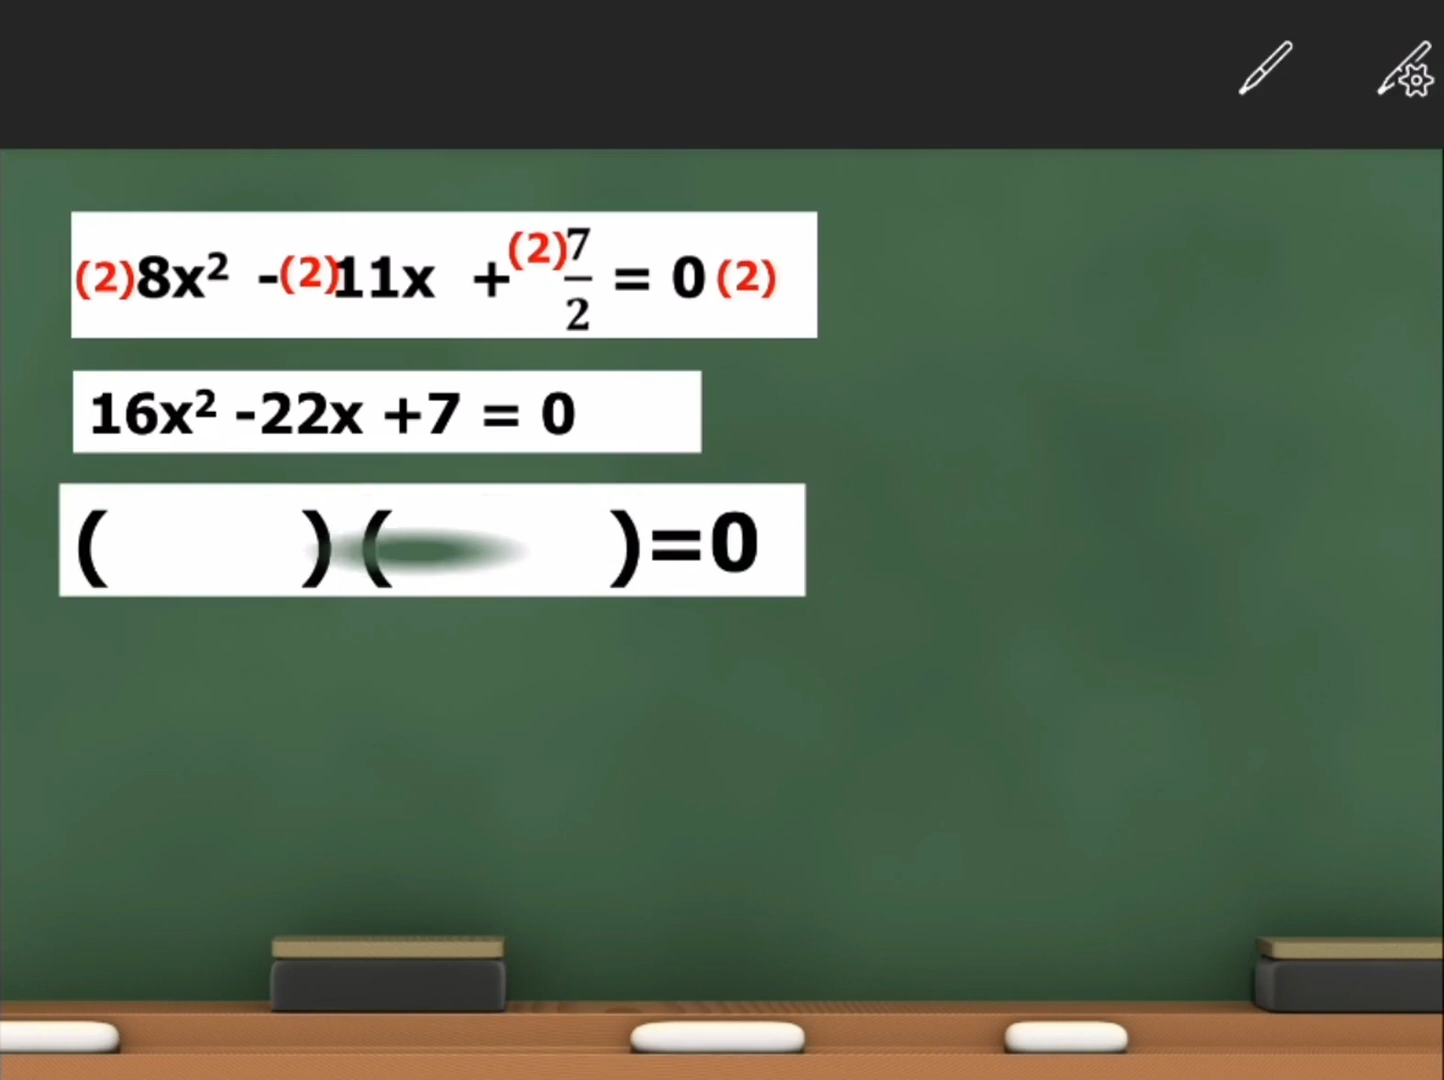 (2)8x² -(2)11x + (2)7/2 = 0 (2)
16x² -22x +7 = 0
( ) ( )=0